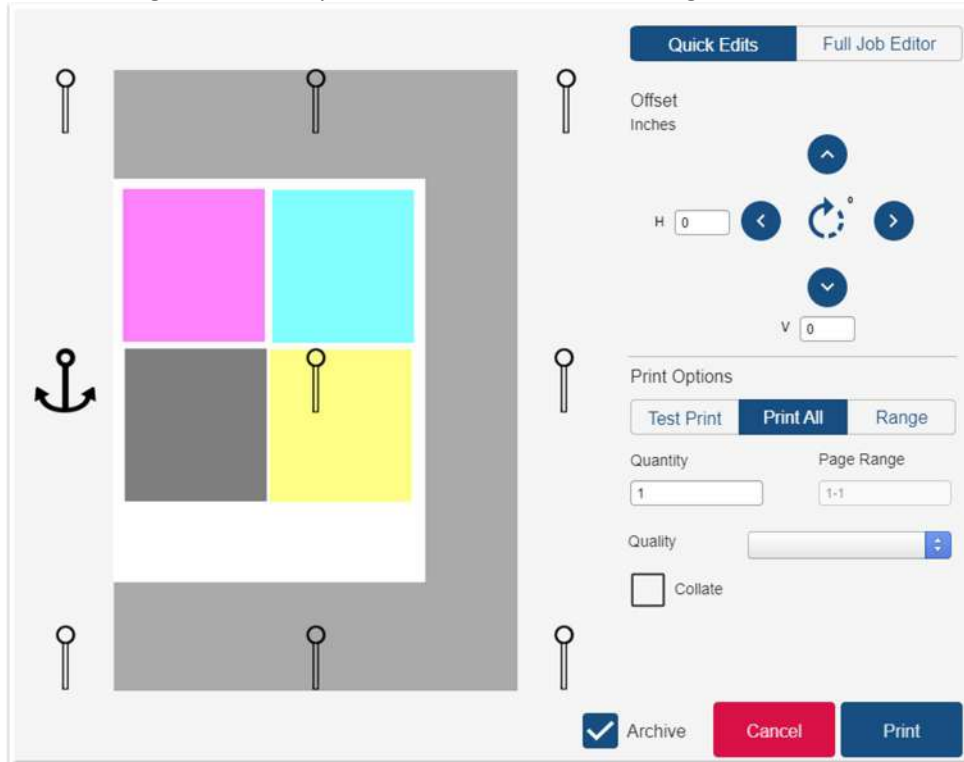 Quick Edits Full Job Editor
Offset
Inches
H 0
°
V 0
Print Options
Test Print Print All Range
Quantity Page Range
1 1-1
Quality
Collate
Archive Cancel Print